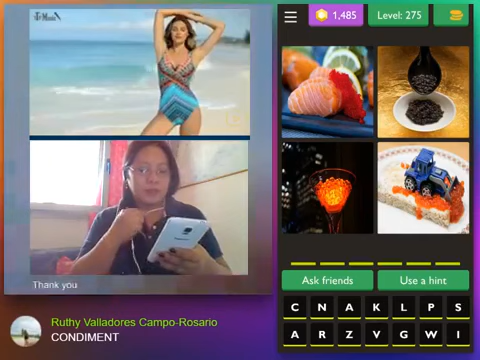 Thank you
Ruthy Valladores Campo-Rosario
CONDIMENT
1,485
Level: 275
Ask friends
Use a hint
C N A K L P S
A R Z V G W I